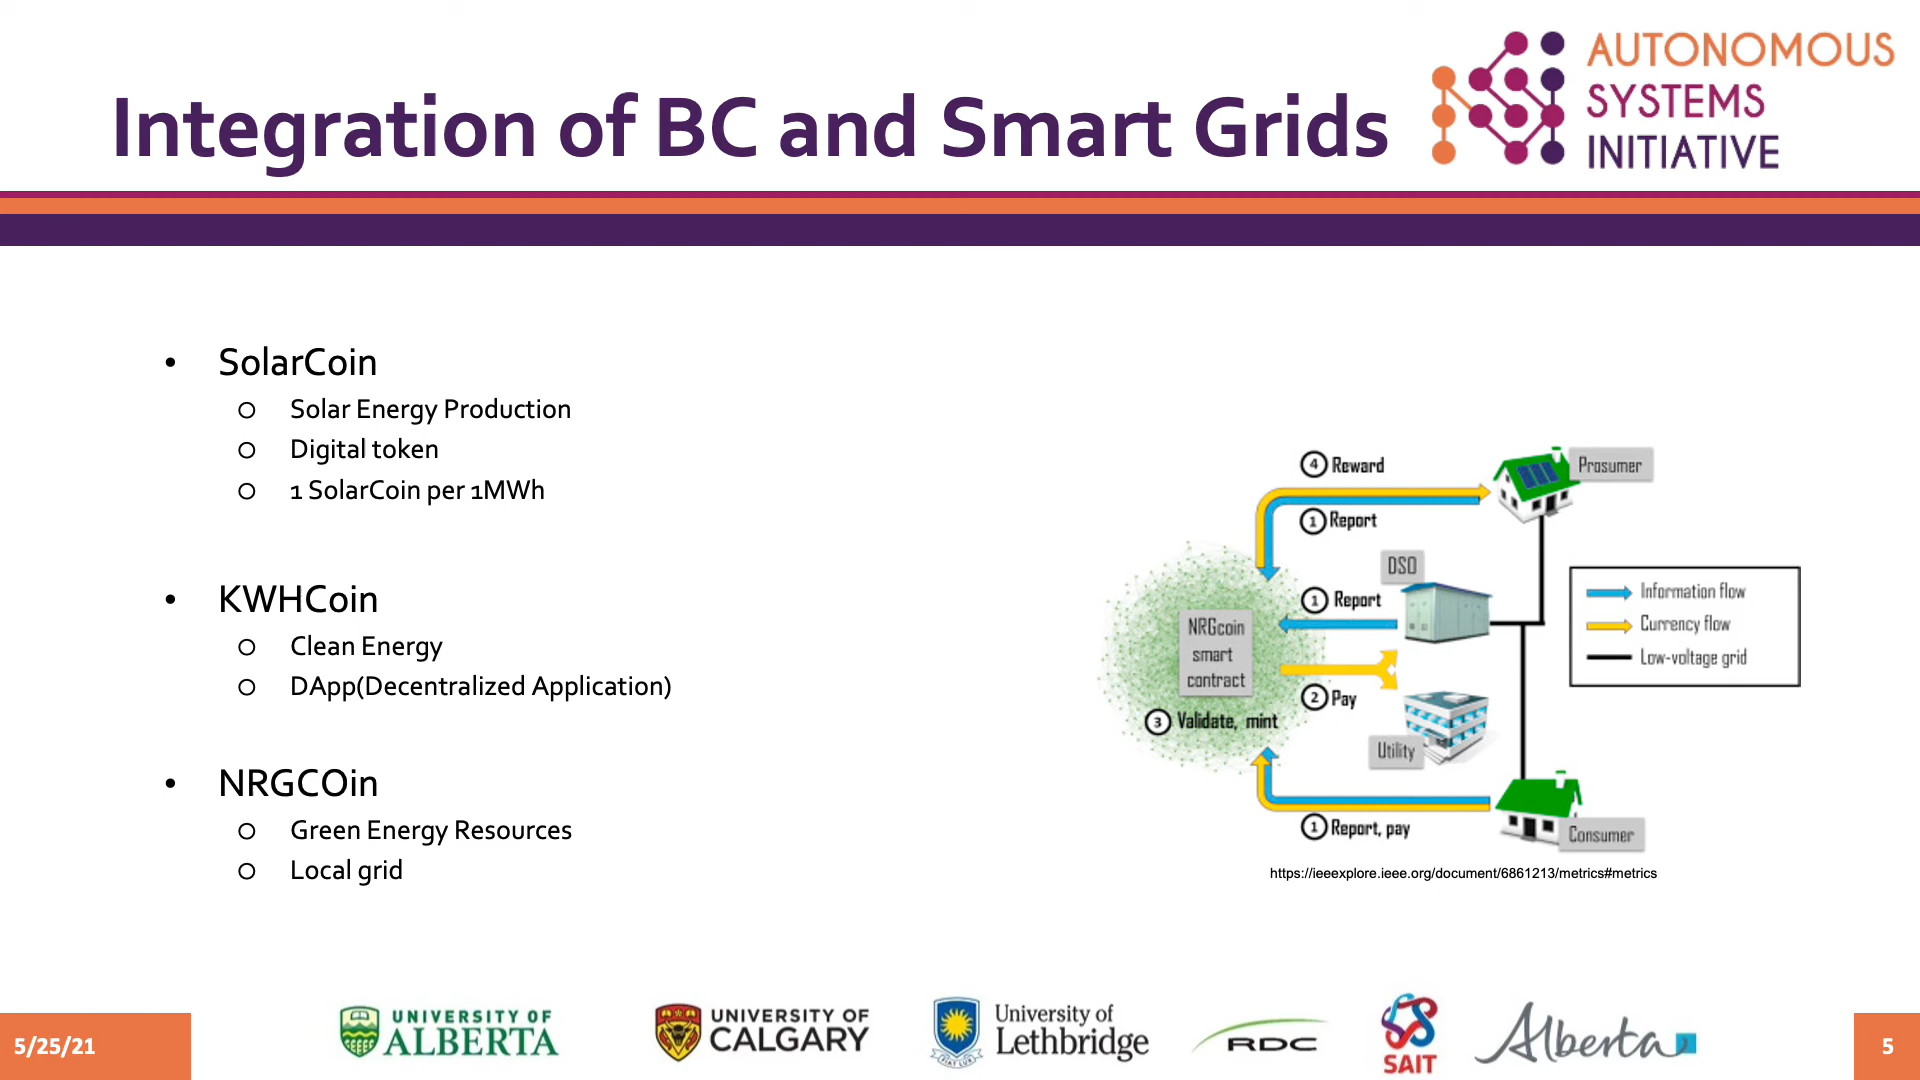 Integration of BC and Smart Grids
AUTONOMOUS
SYSTEMS
INITIATIVE
• SolarCoin
o Solar Energy Production
o Digital token
o 1 SolarCoin per 1MWh
• KWHCoin
o Clean Energy
o DApp(Decentralized Application)
• NRGCOin
o Green Energy Resources
o Local grid
4 Reward
Prosumer
1 Report
DSO
1 Report
NRGcoin
smart
contract
2 Pay
3 Validate, mint
Utility
1 Report, pay
Consumer
Information flow
Currency flow
Low-voltage grid
https://ieeexplore.ieee.org/document/6861213/metrics#metrics
5/25/21
UNIVERSITY OF
ALBERTA
UNIVERSITY OF
CALGARY
FIAT LUX
University of
Lethbridge
RDC
SAIT
Alberta
5